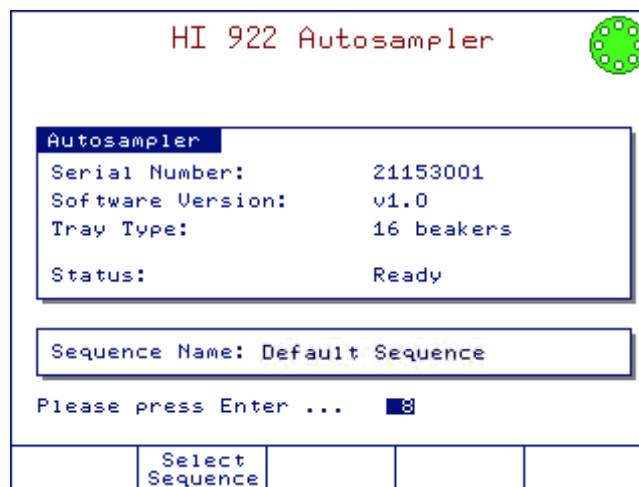 HI 922 Autosampler
Autosampler
Serial Number: 21153001
Software Version: v1.0
Tray Type: 16 beakers
Status: Ready
Sequence Name: Default Sequence
Please press Enter ... 8
Select
Sequence